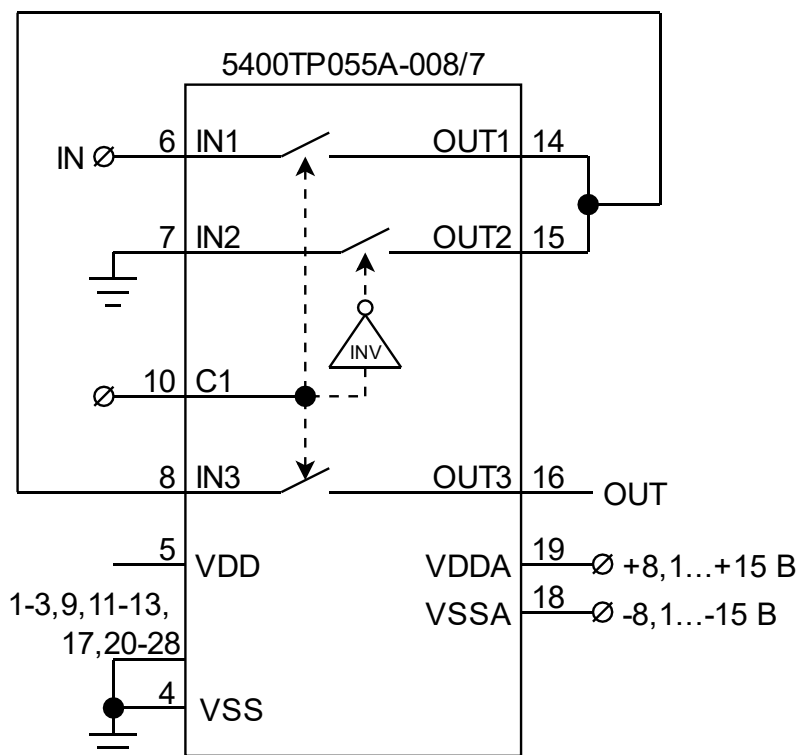 5400TP055A-008/7
IN
6
IN1
OUT1
14
7
IN2
OUT2
15
INV
10
C1
8
IN3
OUT3
16
OUT
5
VDD
VDDA
19
+8,1...+15 В
1-3,9,11-13,
17,20-28
VSSA
18
-8,1...-15 В
4
VSS